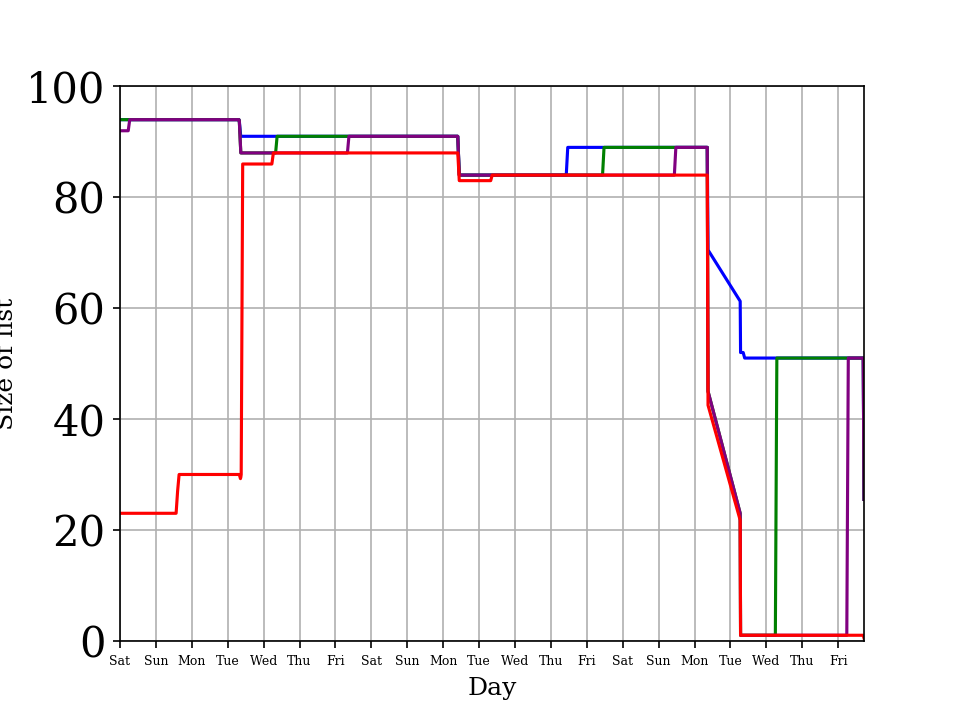 100
80
60
40
20
0
Size of list
Sat Sun Mon Tue Wed Thu Fri Sat Sun Mon Tue Wed Thu Fri Sat Sun Mon Tue Wed Thu Fri
Day